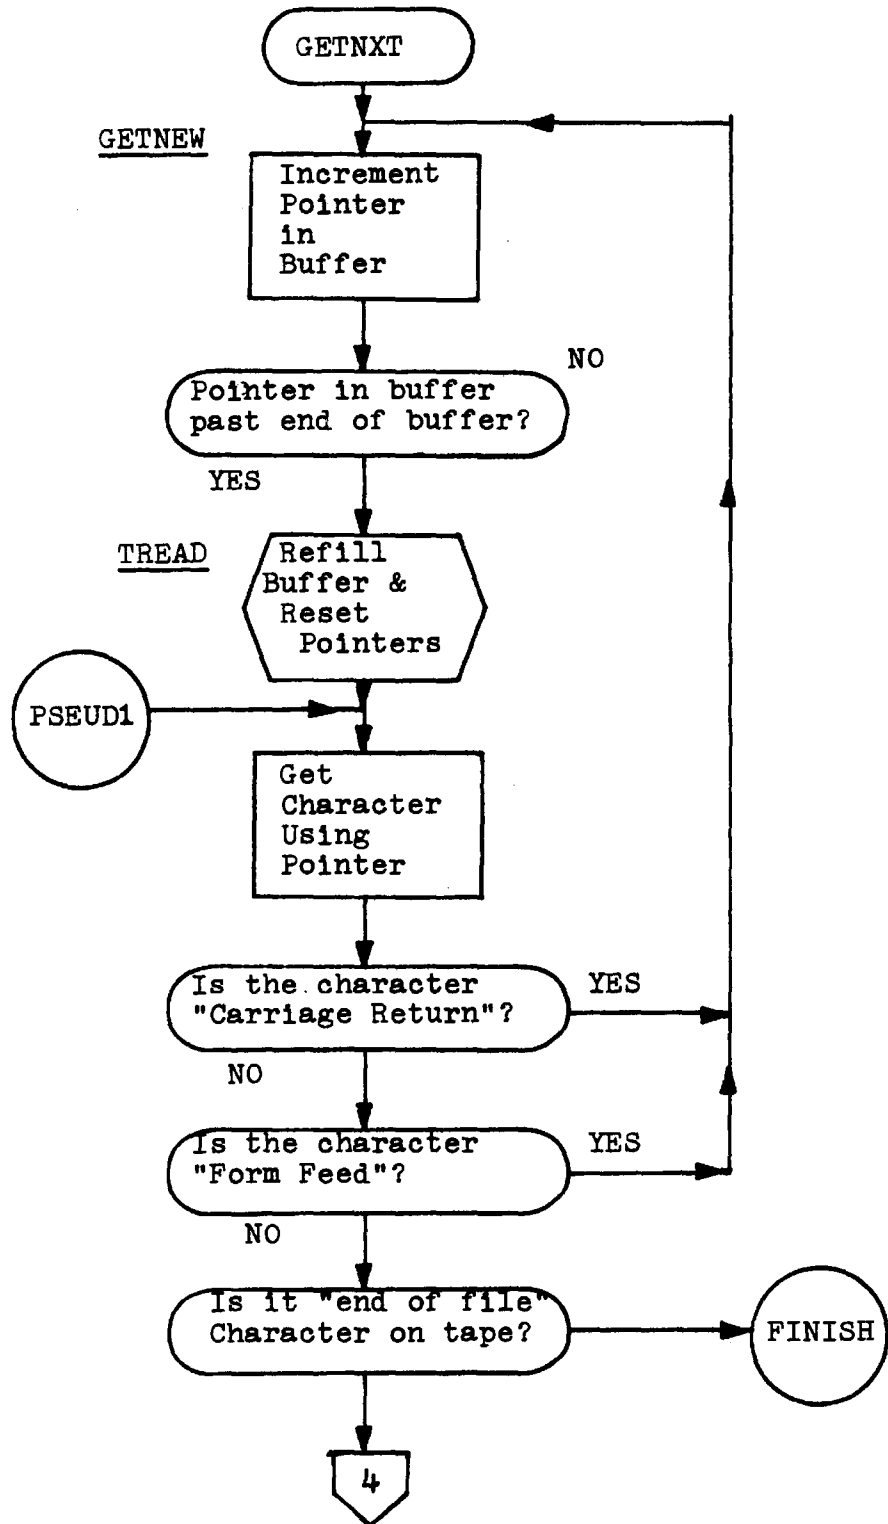 GETNXT
GETNEW
Increment
Pointer
in
Buffer
NO
Pointer in buffer
past end of buffer?
YES
TREAD
Refill
Buffer &
Reset
Pointers
PSEUD1
Get
Character
Using
Pointer
Is the character
"Carriage Return"?
YES
NO
Is the character
"Form Feed"?
YES
NO
Is it "end of file"
Character on tape?
FINISH
4